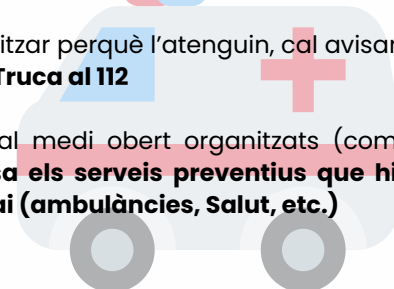 itzar perquè l’atenguin, cal avisar
Truca al 112
al medi obert organitzats (com
sa els serveis preventius que hi
ai (ambulàncies, Salut, etc.)